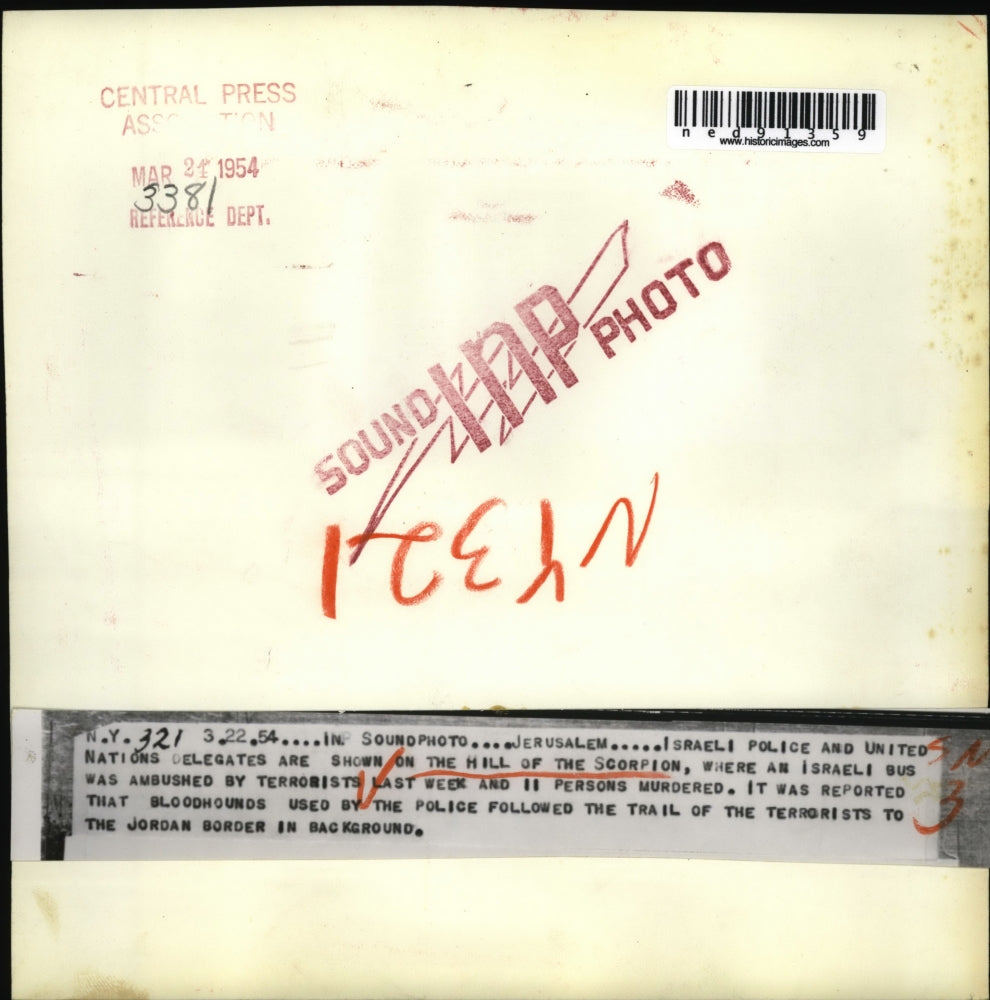 CENTRAL PRESS
MAR 24 1954
3381
REFERENCE DEPT.
ned91359
www.historicimages.com
SOUND INP PHOTO
NY321
N.Y. 321 3.22.54....INP SOUNDPHOTO....JERUSALEM.....ISRAELI POLICE AND UNITED
NATIONS DELEGATES ARE SHOWN ON THE HILL OF THE SCORPION, WHERE AN ISRAELI BUS
WAS AMBUSHED BY TERRORISTS LAST WEEK AND 11 PERSONS MURDERED. IT WAS REPORTED
THAT BLOODHOUNDS USED BY THE POLICE FOLLOWED THE TRAIL OF THE TERRORISTS TO
THE JORDAN BORDER IN BACKGROUND.